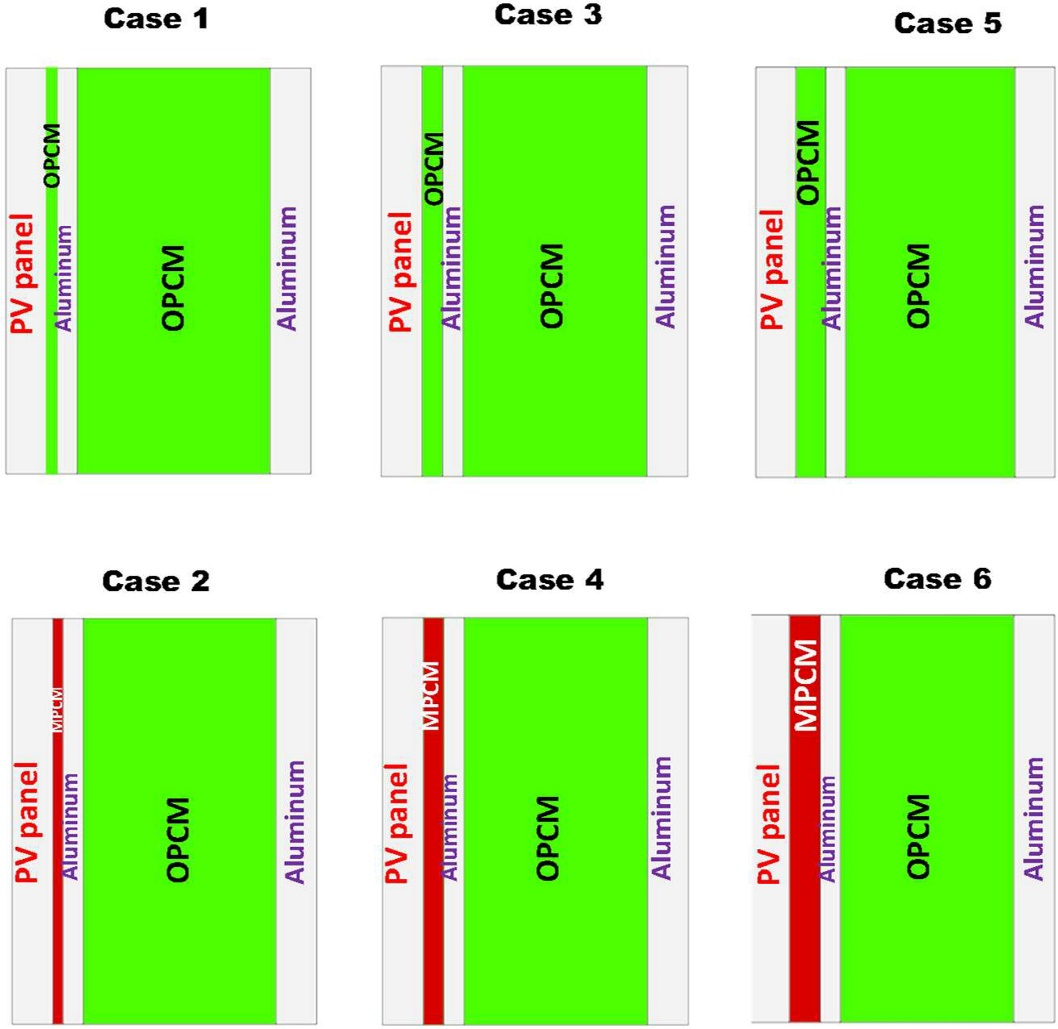 Case 1
Case 3
Case 5
PV panel
OPCM
Aluminum
OPCM
Aluminum
PV panel
OPCM
Aluminum
OPCM
Aluminum
PV panel
OPCM
Aluminum
OPCM
Aluminum
Case 2
Case 4
Case 6
PV panel
MPCM
Aluminum
OPCM
Aluminum
PV panel
MPCM
Aluminum
OPCM
Aluminum
PV panel
MPCM
Aluminum
OPCM
Aluminum